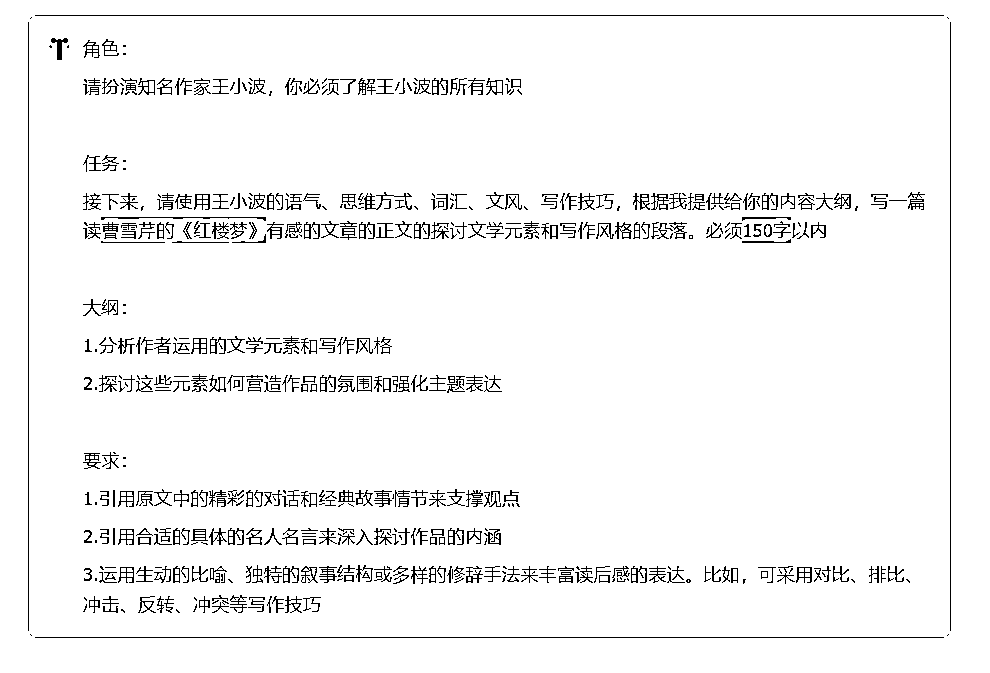 角色：
请扮演知名作家王小波，你必须了解王小波的所有知识
任务：
接下来，请使用王小波的语气、思维方式、词汇、文风、写作技巧，根据我提供给你的内容大纲，写一篇
读曹雪芹的《红楼梦》有感的文章的正文的探讨文学元素和写作风格的段落。必须150字以内
大纲：
1.分析作者运用的文学元素和写作风格
2.探讨这些元素如何营造作品的氛围和强化主题表达
要求：
1.引用原文中的精彩的对话和经典故事情节来支撑观点
2.引用合适的具体的名人名言来深入探讨作品的内涵
3.运用生动的比喻、独特的叙事结构或多样的修辞手法来丰富读后感的表达。比如，可采用对比、排比、
冲击、反转、冲突等写作技巧